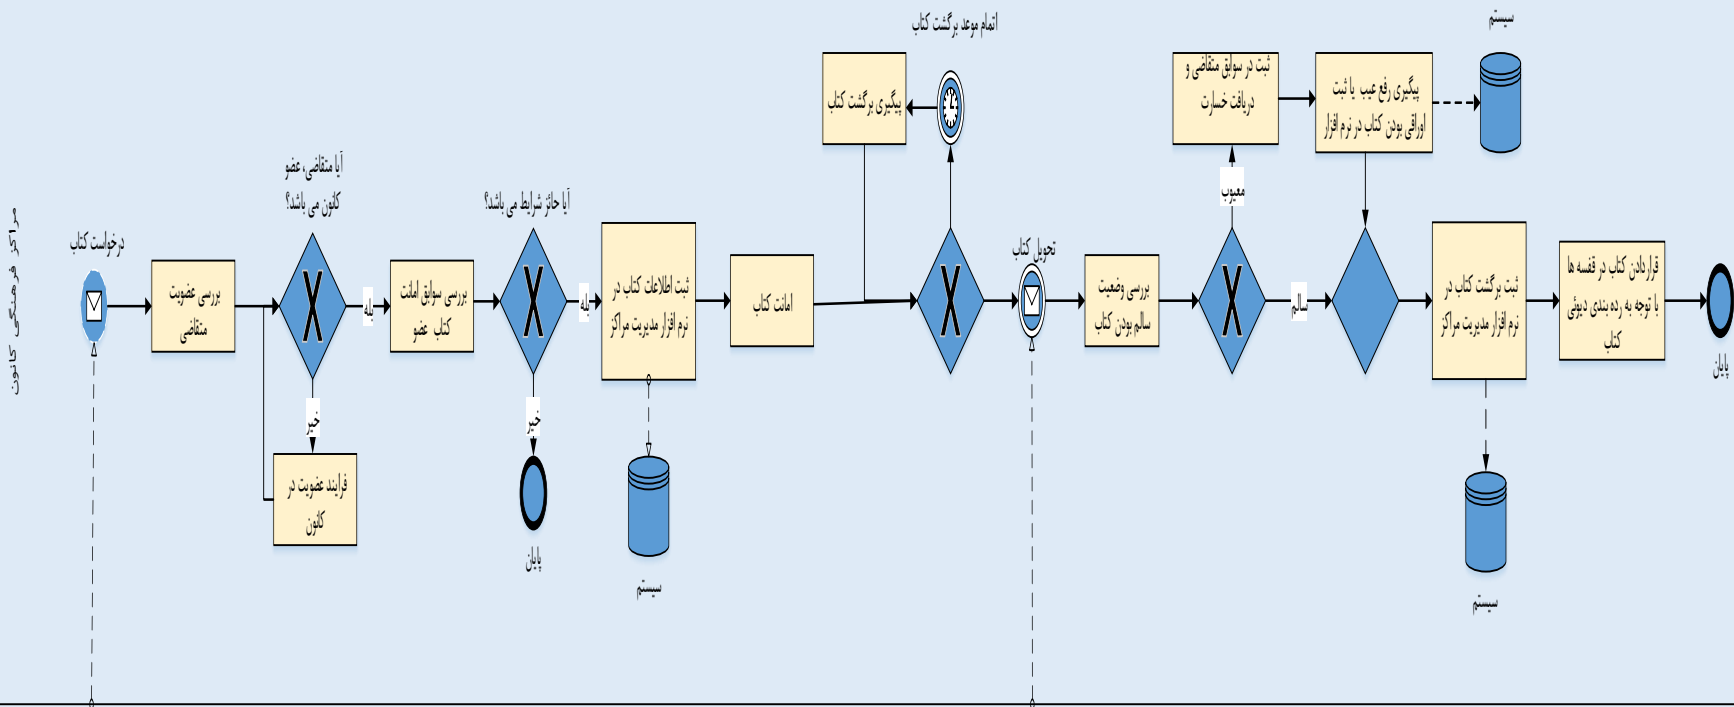 مراکز فرهنگی کانون
درخواست کتاب
بررسی عضویت
متقاضی
آیا متقاضی، عضو
کانون می باشد؟
بله
خیر
فرایند عضویت در
کانون
بررسی سوابق امانت
کتاب عضو
آیا حائز شرایط می باشد؟
بله
خیر
پایان
ثبت اطلاعات کتاب در
نرم افزار مدیریت مراکز
سیستم
امانت کتاب
پیگیری برگشت کتاب
اتمام موعد برگشت کتاب
تحویل کتاب
بررسی وضعیت
سالم بودن کتاب
معیوب
سالم
ثبت در سوابق متقاضی و
دریافت خسارت
پیگیری رفع عیب یا ثبت
اوراقی بودن کتاب در نرم افزار
سیستم
ثبت برگشت کتاب در
نرم افزار مدیریت مراکز
سیستم
قراردادن کتاب در قفسه ها
با توجه به رده بندی دیوئی
کتاب
پایان